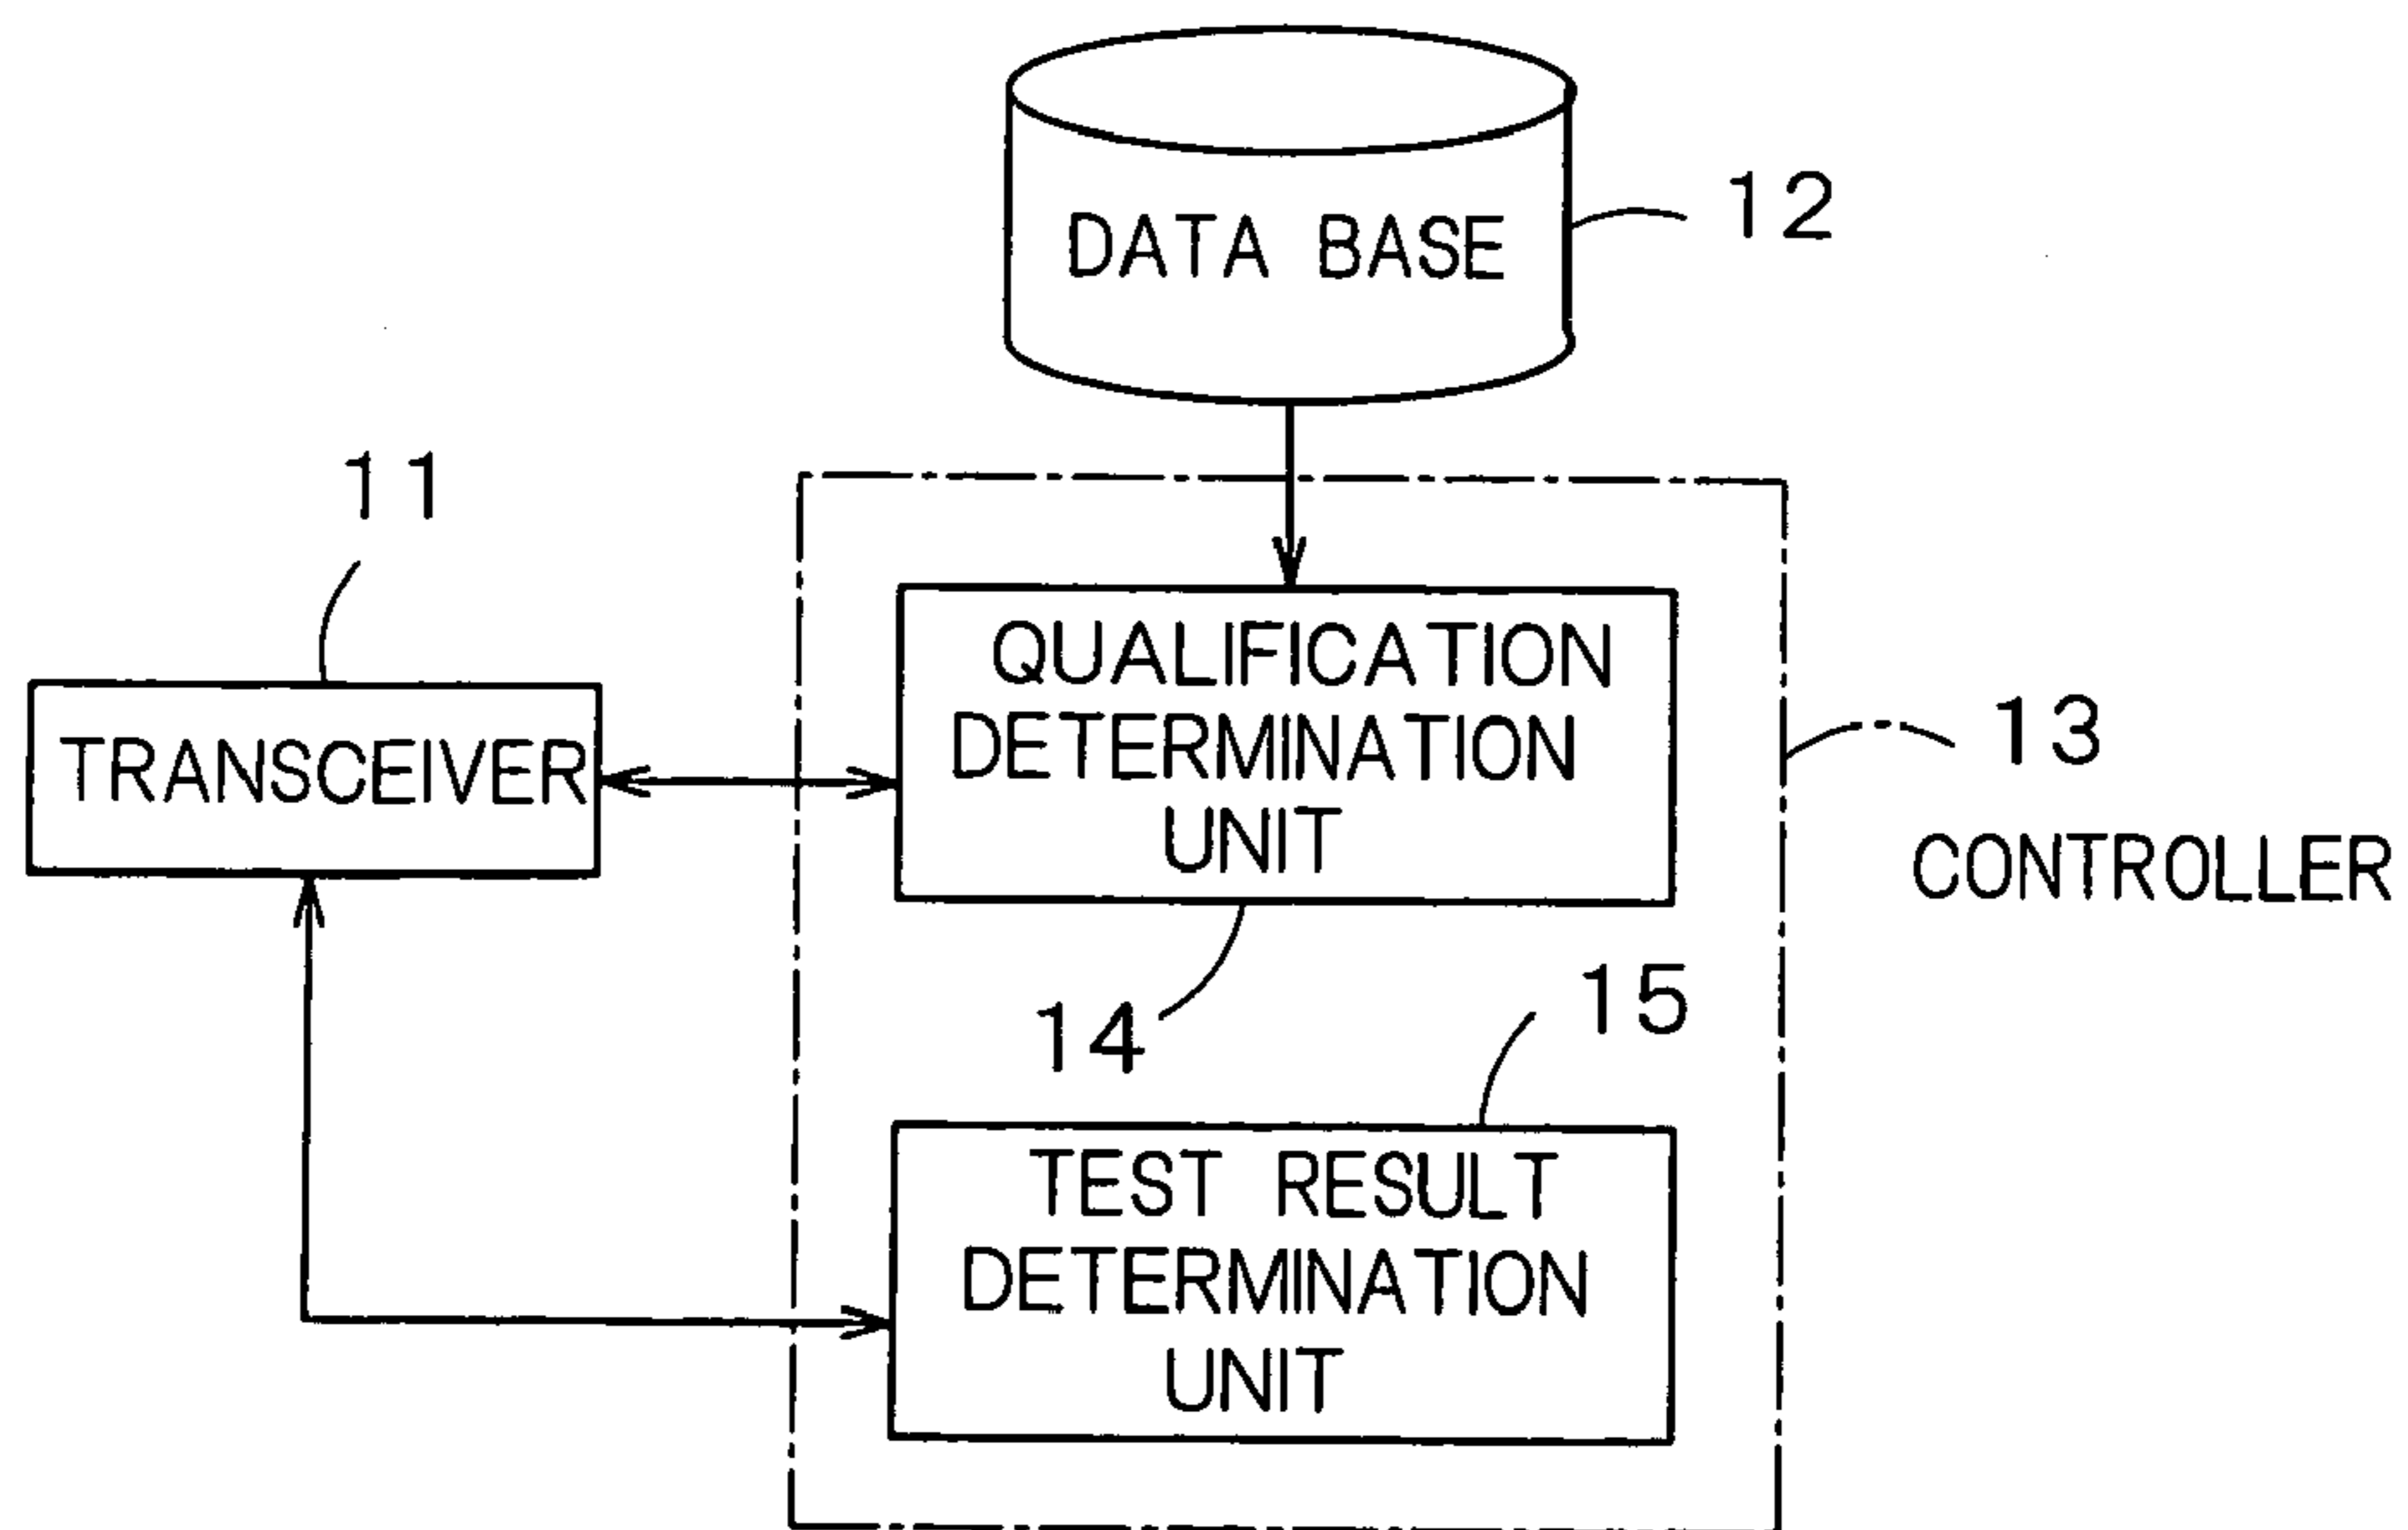 DATA BASE
12
11
TRANSCEIVER
QUALIFICATION
DETERMINATION
UNIT
13
CONTROLLER
14
15
TEST RESULT
DETERMINATION
UNIT